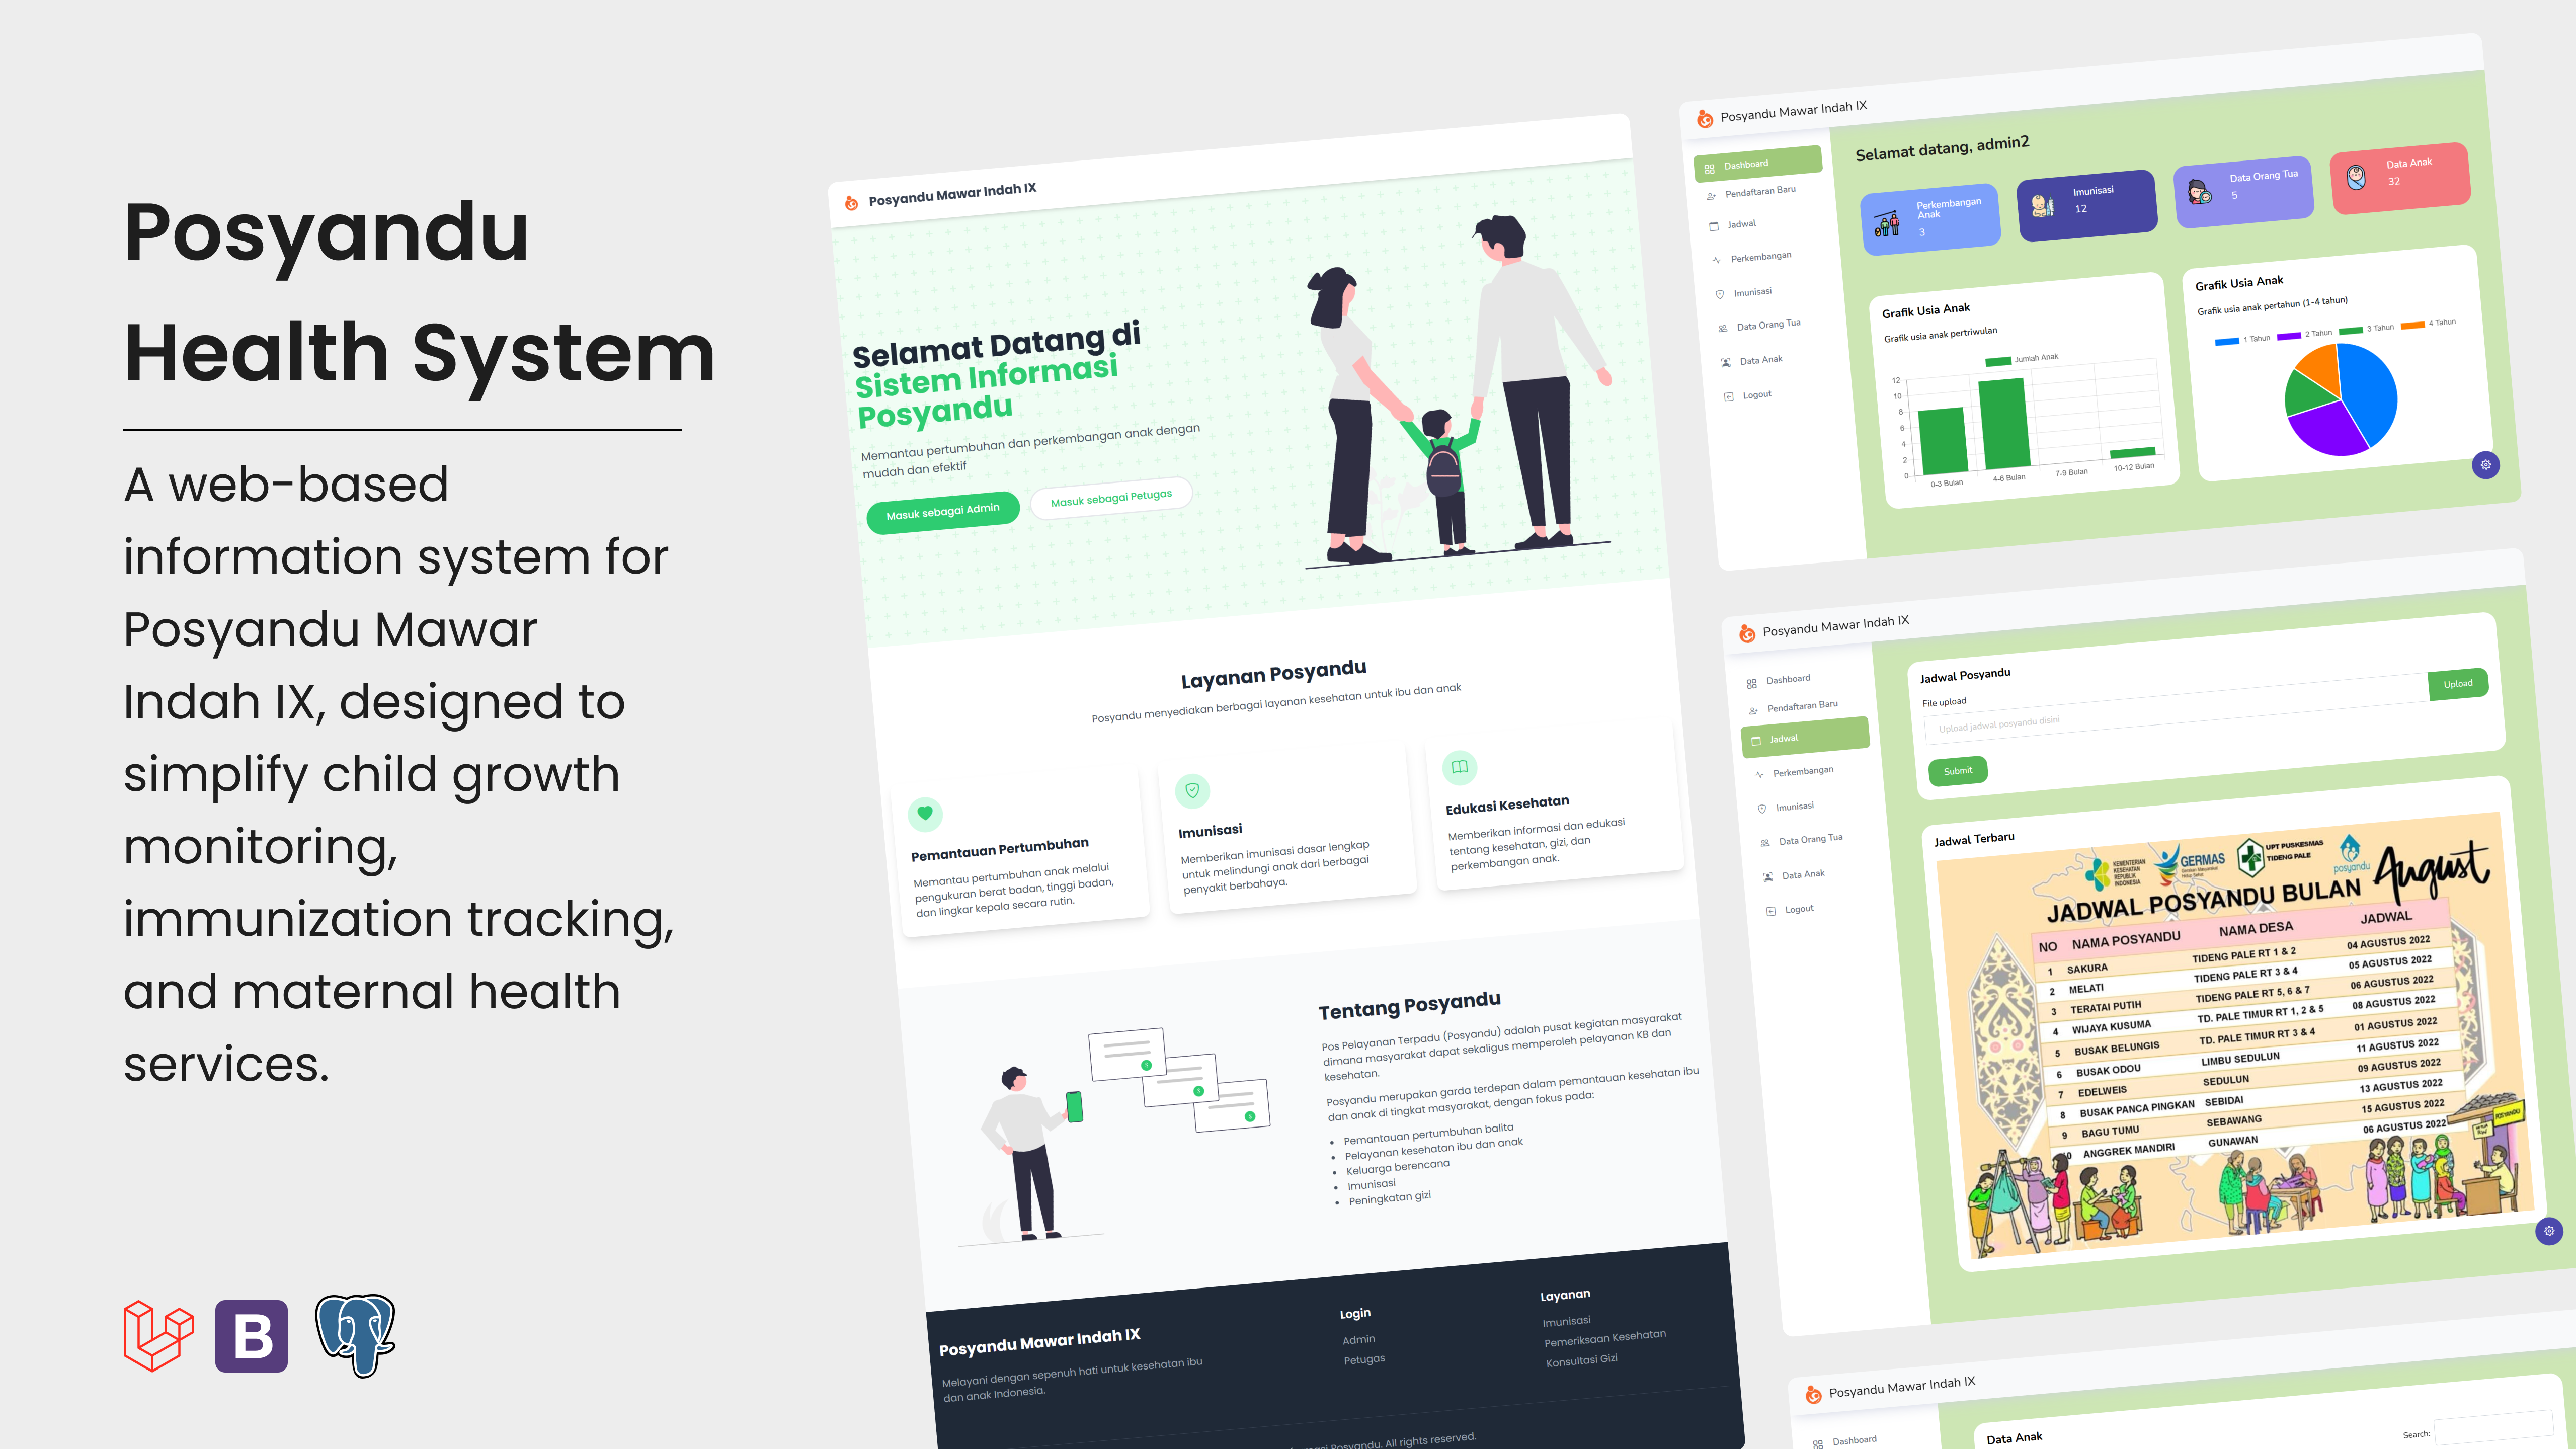 Posyandu
Health System
A web-based
information system for
Posyandu Mawar
Indah IX, designed to
simplify child growth
monitoring,
immunization tracking,
and maternal health
services.
B
Posyandu Mawar Indah IX
Selamat Datang di
Sistem Informasi
Posyandu
Memantau pertumbuhan dan perkembangan anak dengan
mudah dan efektif
Masuk sebagai Admin
Masuk sebagai Petugas
Layanan Posyandu
Posyandu menyediakan berbagai layanan kesehatan untuk ibu dan anak
Pemantauan Pertumbuhan
Memantau pertumbuhan anak melalui
pengukuran berat badan, tinggi badan,
dan lingkar kepala secara rutin.
Imunisasi
Memberikan imunisasi dasar lengkap
untuk melindungi anak dari berbagai
penyakit berbahaya.
Edukasi Kesehatan
Memberikan informasi dan edukasi
tentang kesehatan, gizi, dan
perkembangan anak.
Tentang Posyandu
Pos Pelayanan Terpadu (Posyandu) adalah pusat kegiatan masyarakat
dimana masyarakat dapat sekaligus memperoleh pelayanan KB dan
kesehatan.
Posyandu merupakan garda terdepan dalam pemantauan kesehatan ibu
dan anak di tingkat masyarakat, dengan fokus pada:
• Pemantauan pertumbuhan balita
• Pelayanan kesehatan ibu dan anak
• Keluarga berencana
• Imunisasi
• Peningkatan gizi
Posyandu Mawar Indah IX
Melayani dengan sepenuh hati untuk kesehatan ibu
dan anak Indonesia.
Login
Admin
Petugas
Layanan
Imunisasi
Pemeriksaan Kesehatan
Konsultasi Gizi
Posyandu. All rights reserved.
Posyandu Mawar Indah IX
Dashboard
Pendaftaran Baru
Jadwal
Perkembangan
Imunisasi
Data Orang Tua
Data Anak
Logout
Selamat datang, admin2
Perkembangan
Anak
3
Imunisasi
12
Data Orang Tua
5
Data Anak
32
Grafik Usia Anak
Grafik usia anak pertriwulan
Jumlah Anak
12
10
8
6
4
2
0
0-3 Bulan
4-6 Bulan
7-9 Bulan
10-12 Bulan
Grafik Usia Anak
Grafik usia anak pertahun (1-4 tahun)
1 Tahun
2 Tahun
3 Tahun
4 Tahun
Posyandu Mawar Indah IX
Dashboard
Pendaftaran Baru
Jadwal
Perkembangan
Imunisasi
Data Orang Tua
Data Anak
Logout
Jadwal Posyandu
File upload
Upload jadwal posyandu disini
Upload
Submit
Jadwal Terbaru
KEMENTERIAN
KESEHATAN
REPUBLIK
INDONESIA
GERMAS
UPT PUSKESMAS
TIDENG PALE
posyandu
JADWAL POSYANDU BULAN August
NO NAMA POSYANDU NAMA DESA JADWAL
1 SAKURA TIDENG PALE RT 1 & 2 04 AGUSTUS 2022
2 MELATI TIDENG PALE RT 3 & 4 05 AGUSTUS 2022
3 TERATAI PUTIH TIDENG PALE RT 5, 6 & 7 06 AGUSTUS 2022
4 WIJAYA KUSUMA TD. PALE TIMUR RT 1, 2 & 5 08 AGUSTUS 2022
5 BUSAK BELUNGIS TD. PALE TIMUR RT 3 & 4 01 AGUSTUS 2022
6 BUSAK ODOU LIMBU SEDULUN 11 AGUSTUS 2022
7 EDELWEIS SEDULUN 09 AGUSTUS 2022
8 BUSAK PANCA PINGKAN SEBIDAI 13 AGUSTUS 2022
9 BAGU TUMU SEBAWANG 15 AGUSTUS 2022
10 ANGGREK MANDIRI GUNAWAN 06 AGUSTUS 2022
POSYANDU
Posyandu Mawar Indah IX
Dashboard
Data Anak
Search: